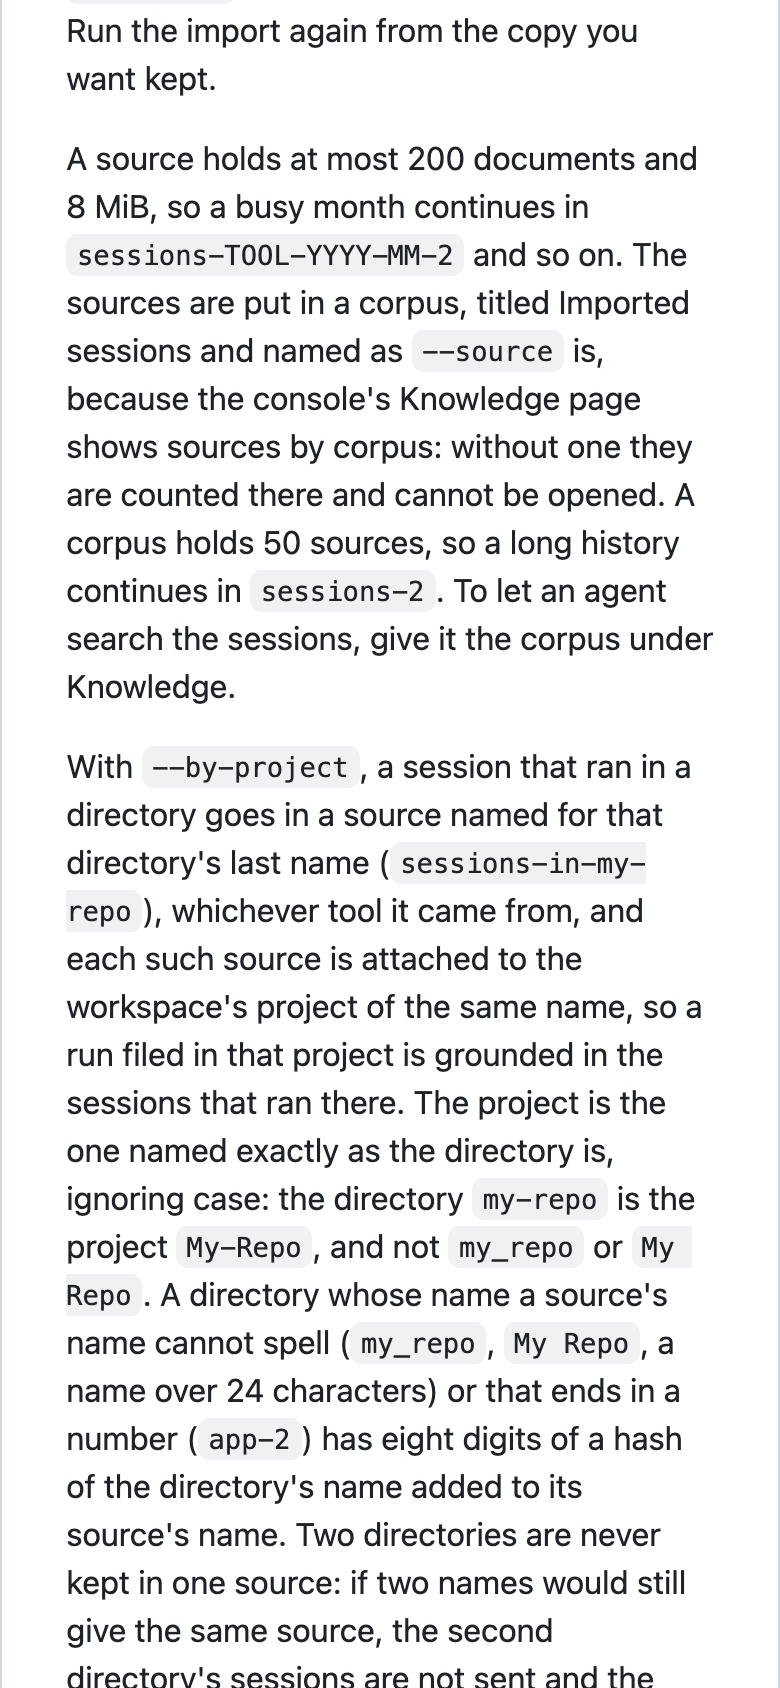 Run the import again from the copy you
want kept.
A source holds at most 200 documents and
8 MiB, so a busy month continues in
sessions-TOOL-YYYY-MM-2 and so on. The
sources are put in a corpus, titled Imported
sessions and named as --source is,
because the console's Knowledge page
shows sources by corpus: without one they
are counted there and cannot be opened. A
corpus holds 50 sources, so a long history
continues in sessions-2. To let an agent
search the sessions, give it the corpus under
Knowledge.
With --by-project, a session that ran in a
directory goes in a source named for that
directory's last name (sessions-in-my-
repo), whichever tool it came from, and
each such source is attached to the
workspace's project of the same name, so a
run filed in that project is grounded in the
sessions that ran there. The project is the
one named exactly as the directory is,
ignoring case: the directory my-repo is the
project My-Repo, and not my_repo or My
Repo. A directory whose name a source's
name cannot spell (my_repo, My Repo, a
name over 24 characters) or that ends in a
number (app-2) has eight digits of a hash
of the directory's name added to its
source's name. Two directories are never
kept in one source: if two names would still
give the same source, the second
directory's sessions are not sent and the